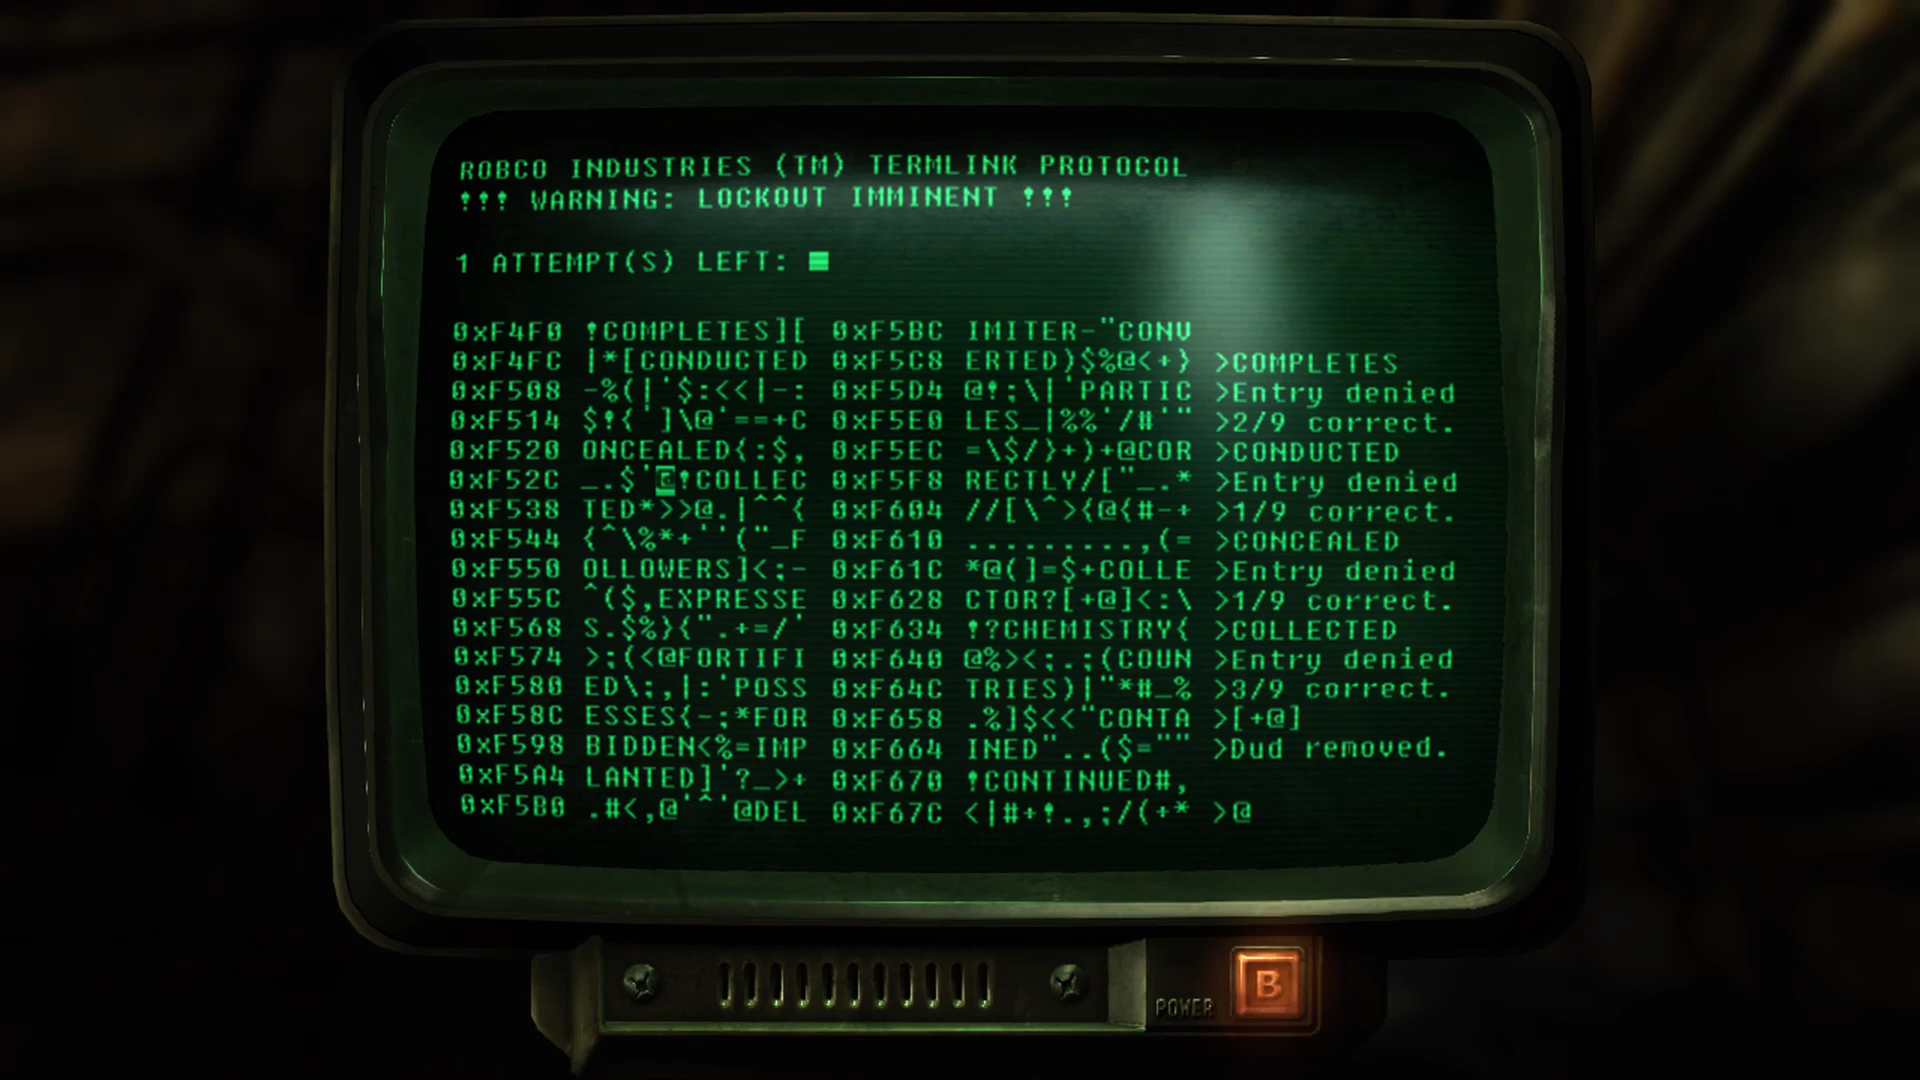 ROBCO INDUSTRIES (TM) TERMLINK PROTOCOL
!!! WARNING: LOCKOUT IMMINENT !!!
1 ATTEMPT(S) LEFT: ■
0xF4F0 !COMPLETES][ 0xF5BC IMITER-"CONV
0xF4FC |*[CONDUCTED 0xF5C8 ERTED)$%@<+} >COMPLETES
0xF508 -%(|'$:<<|-: 0xF5D4 @!;\|'PARTIC >Entry denied
0xF514 $!{']\@'==+C 0xF5E0 LES_|%%'/#'" >2/9 correct.
0xF520 ONCEALED{:$, 0xF5EC =\$/}+)+@COR >CONDUCTED
0xF52C _.$'@!COLLEC 0xF5F8 RECTLY/["_.* >Entry denied
0xF538 TED*>>@.|^^{ 0xF604 //[\^>{@{#-+ >1/9 correct.
0xF544 {^\%*+''("_F 0xF610 .........,(= >CONCEALED
0xF550 OLLOWERS]<;- 0xF61C *@(]=$+COLLE >Entry denied
0xF55C ^($,EXPRESSE 0xF628 CTOR?[+@]<:\ >1/9 correct.
0xF568 S.$%}{".+=/' 0xF634 !?CHEMISTRY{ >COLLECTED
0xF574 >;(<@FORTIFI 0xF640 @%><;.;(COUN >Entry denied
0xF580 ED\;,|:'POSS 0xF64C TRIES)|"*#_% >3/9 correct.
0xF58C ESSES{-;*FOR 0xF658 .%]$<<"CONTA >[+@]
0xF598 BIDDEN<%=IMP 0xF664 INED"..($="" >Dud removed.
0xF5A4 LANTED]'?_>+ 0xF670 !CONTINUED#,
0xF5B0 .#<,@'^'@DEL 0xF67C <|#+!.,;/(+* >@
POWER B